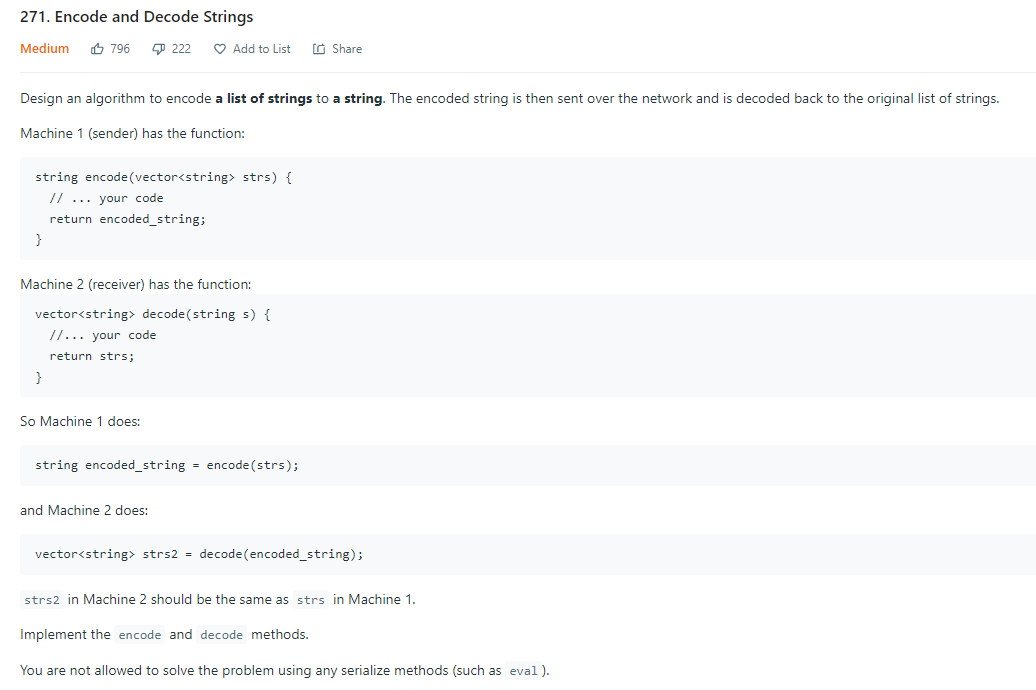 271. Encode and Decode Strings
Medium 796 222 Add to List Share
Design an algorithm to encode a list of strings to a string. The encoded string is then sent over the network and is decoded back to the original list of strings.
Machine 1 (sender) has the function:
string encode(vector<string> strs) {
  // ... your code
  return encoded_string;
}
Machine 2 (receiver) has the function:
vector<string> decode(string s) {
  //... your code
  return strs;
}
So Machine 1 does:
string encoded_string = encode(strs);
and Machine 2 does:
vector<string> strs2 = decode(encoded_string);
strs2 in Machine 2 should be the same as strs in Machine 1.
Implement the encode and decode methods.
You are not allowed to solve the problem using any serialize methods (such as eval).